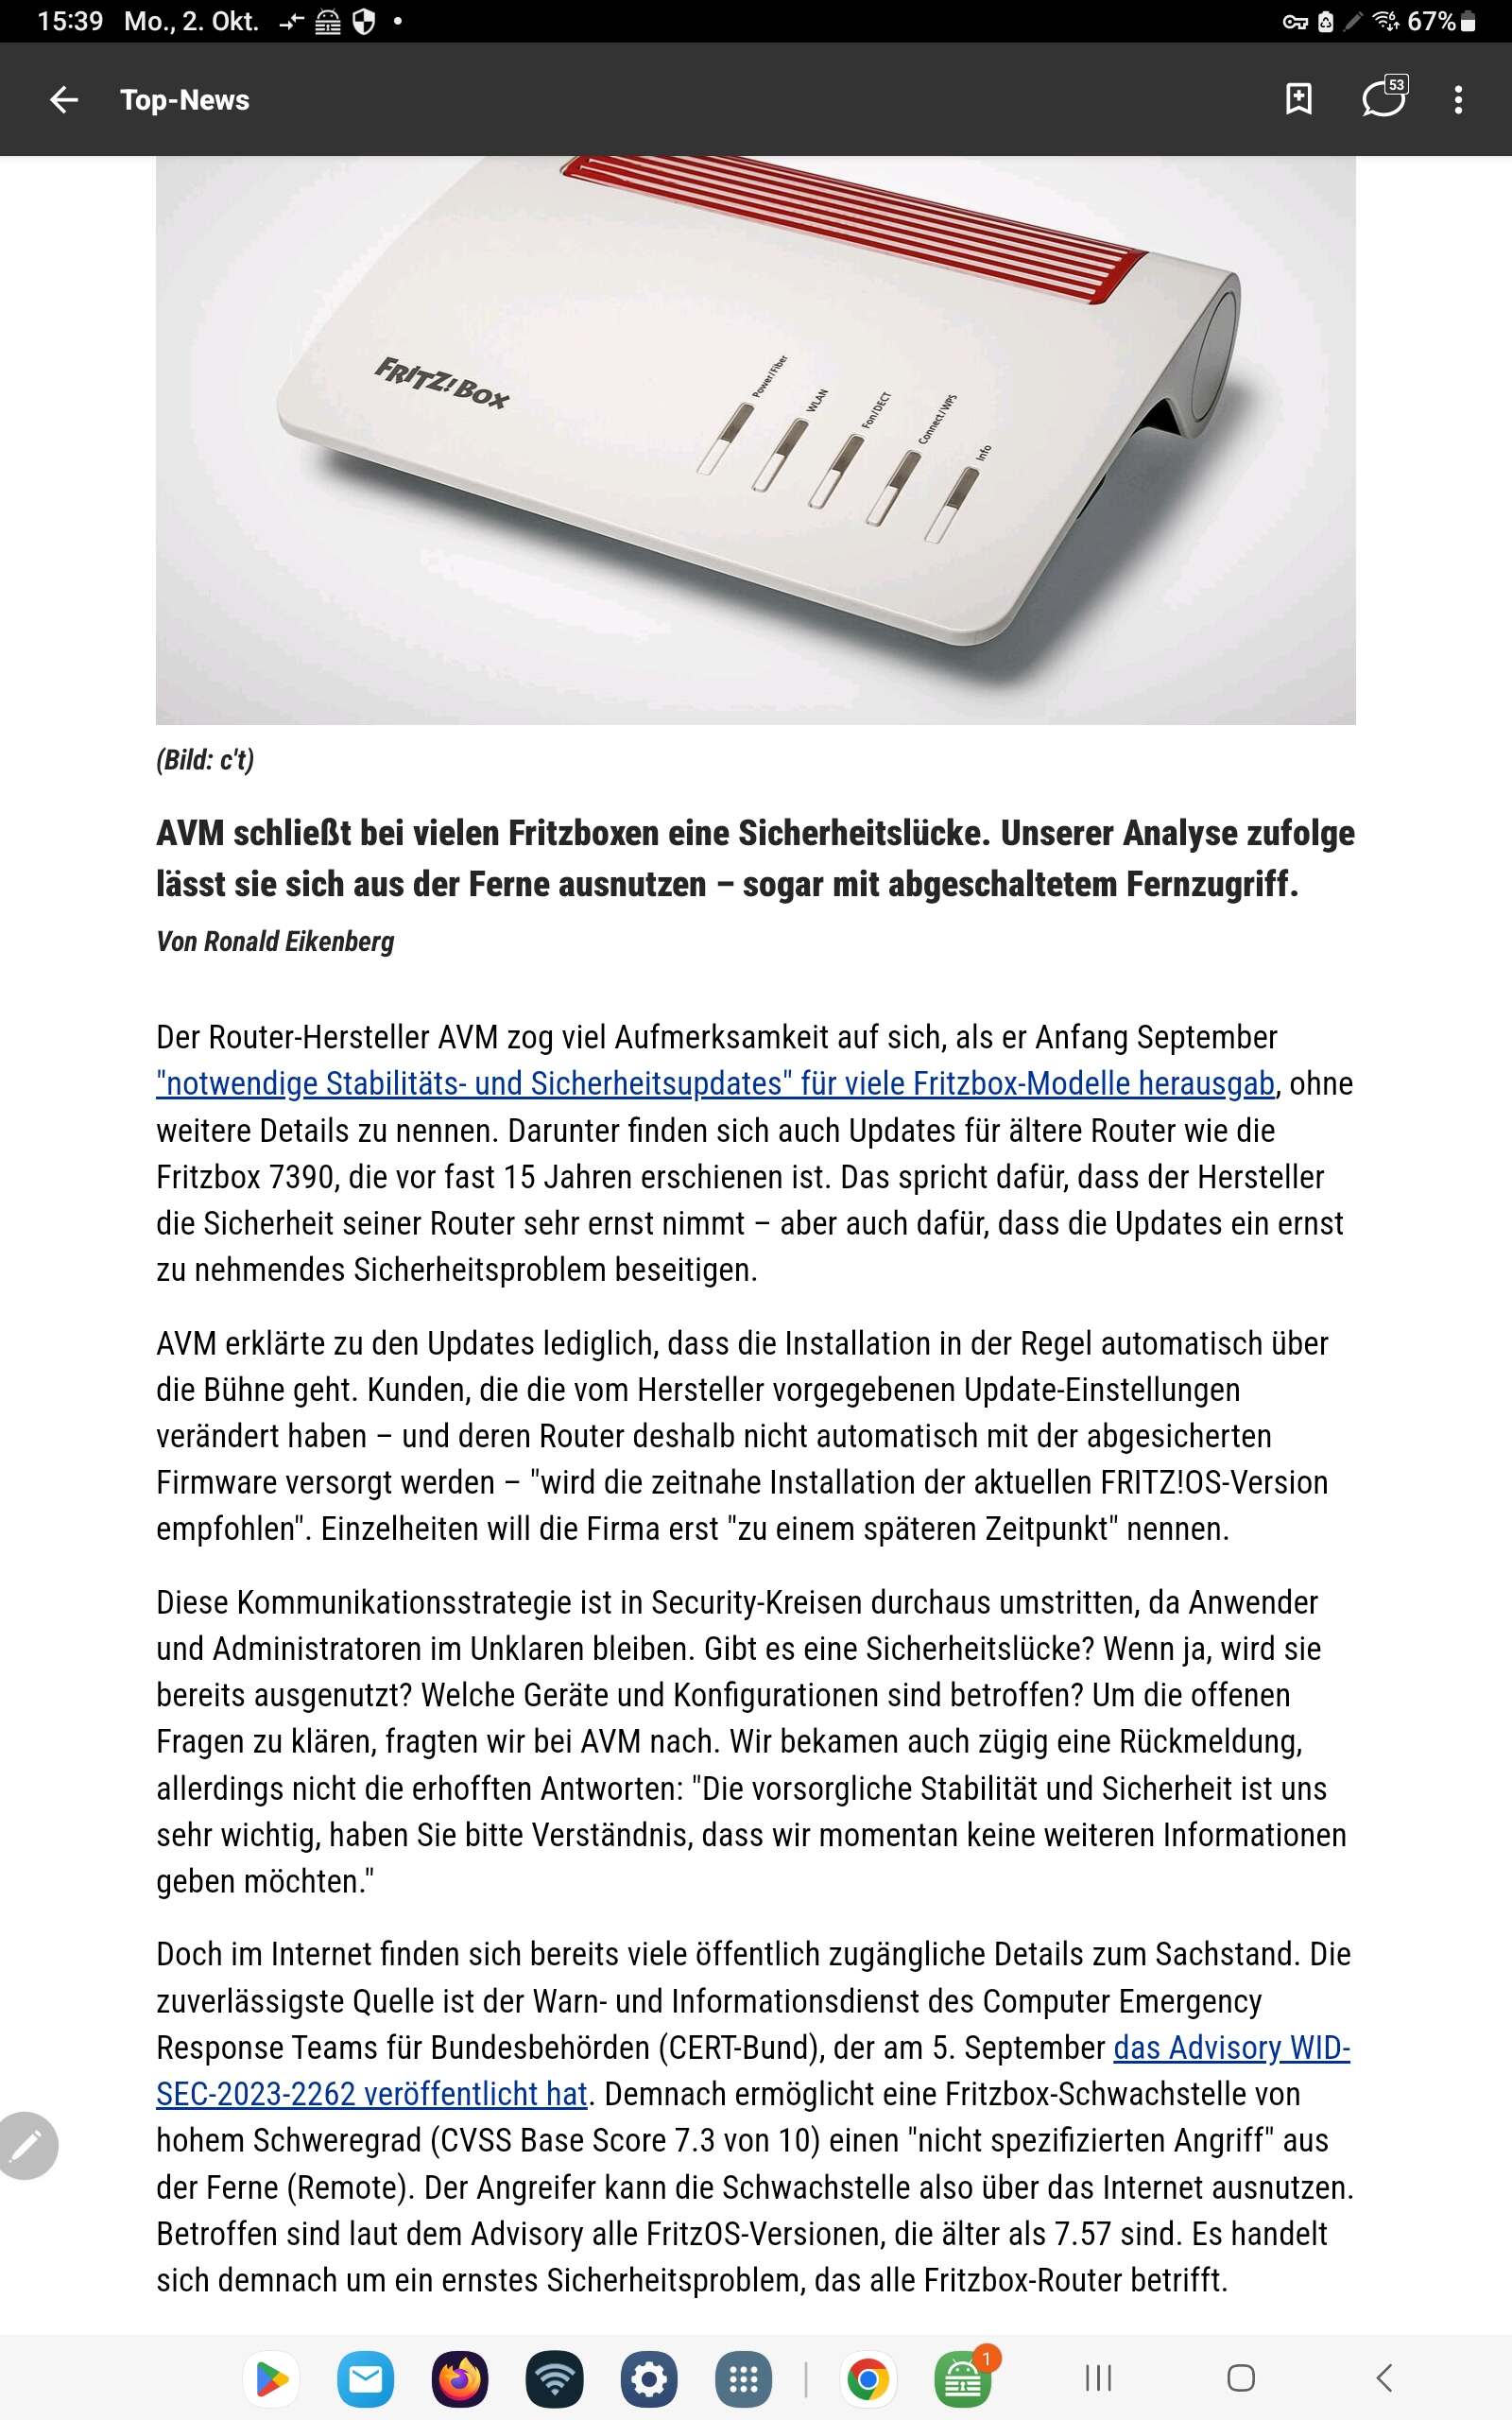 15:39 Mo., 2. Okt.
67%
Top-News
53
FRITZ!Box
Power/Fiber
WLAN
Fon/DECT
Connect/WPS
Info
(Bild: c't)
AVM schließt bei vielen Fritzboxen eine Sicherheitslücke. Unserer Analyse zufolge
lässt sie sich aus der Ferne ausnutzen – sogar mit abgeschaltetem Fernzugriff.
Von Ronald Eikenberg
Der Router-Hersteller AVM zog viel Aufmerksamkeit auf sich, als er Anfang September
"notwendige Stabilitäts- und Sicherheitsupdates" für viele Fritzbox-Modelle herausgab, ohne
weitere Details zu nennen. Darunter finden sich auch Updates für ältere Router wie die
Fritzbox 7390, die vor fast 15 Jahren erschienen ist. Das spricht dafür, dass der Hersteller
die Sicherheit seiner Router sehr ernst nimmt – aber auch dafür, dass die Updates ein ernst
zu nehmendes Sicherheitsproblem beseitigen.
AVM erklärte zu den Updates lediglich, dass die Installation in der Regel automatisch über
die Bühne geht. Kunden, die die vom Hersteller vorgegebenen Update-Einstellungen
verändert haben – und deren Router deshalb nicht automatisch mit der abgesicherten
Firmware versorgt werden – "wird die zeitnahe Installation der aktuellen FRITZ!OS-Version
empfohlen". Einzelheiten will die Firma erst "zu einem späteren Zeitpunkt" nennen.
Diese Kommunikationsstrategie ist in Security-Kreisen durchaus umstritten, da Anwender
und Administratoren im Unklaren bleiben. Gibt es eine Sicherheitslücke? Wenn ja, wird sie
bereits ausgenutzt? Welche Geräte und Konfigurationen sind betroffen? Um die offenen
Fragen zu klären, fragten wir bei AVM nach. Wir bekamen auch zügig eine Rückmeldung,
allerdings nicht die erhofften Antworten: "Die vorsorgliche Stabilität und Sicherheit ist uns
sehr wichtig, haben Sie bitte Verständnis, dass wir momentan keine weiteren Informationen
geben möchten."
Doch im Internet finden sich bereits viele öffentlich zugängliche Details zum Sachstand. Die
zuverlässigste Quelle ist der Warn- und Informationsdienst des Computer Emergency
Response Teams für Bundesbehörden (CERT-Bund), der am 5. September das Advisory WID-
SEC-2023-2262 veröffentlicht hat. Demnach ermöglicht eine Fritzbox-Schwachstelle von
hohem Schweregrad (CVSS Base Score 7.3 von 10) einen "nicht spezifizierten Angriff" aus
der Ferne (Remote). Der Angreifer kann die Schwachstelle also über das Internet ausnutzen.
Betroffen sind laut dem Advisory alle FritzOS-Versionen, die älter als 7.57 sind. Es handelt
sich demnach um ein ernstes Sicherheitsproblem, das alle Fritzbox-Router betrifft.
1